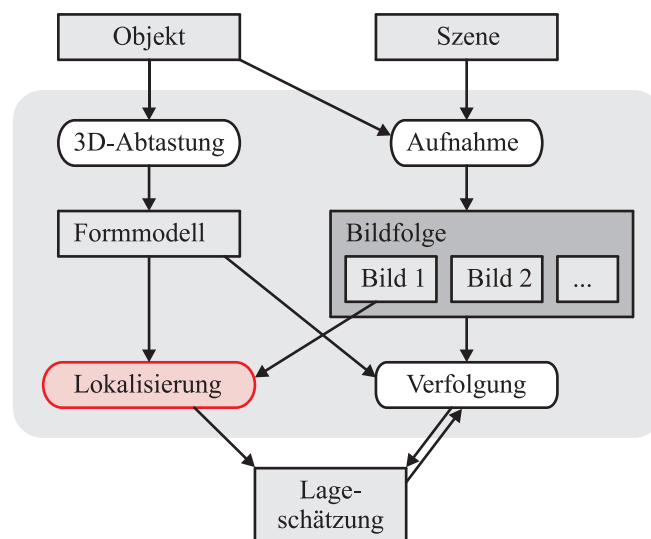 Objekt
Szene
3D-Abtastung
Aufnahme
Formmodell
Bildfolge
Bild 1
Bild 2
...
Lokalisierung
Verfolgung
Lage-
schätzung